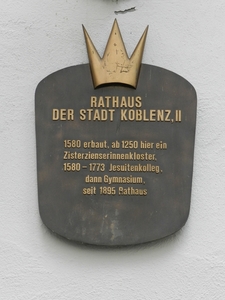 RATHAUS
DER STADT KOBLENZ, II
1580 erbaut, ab 1250 hier ein
Zisterzienserinnenkloster.
1580 - 1773 Jesuitenkolleg,
dann Gymnasium,
seit 1895 Rathaus